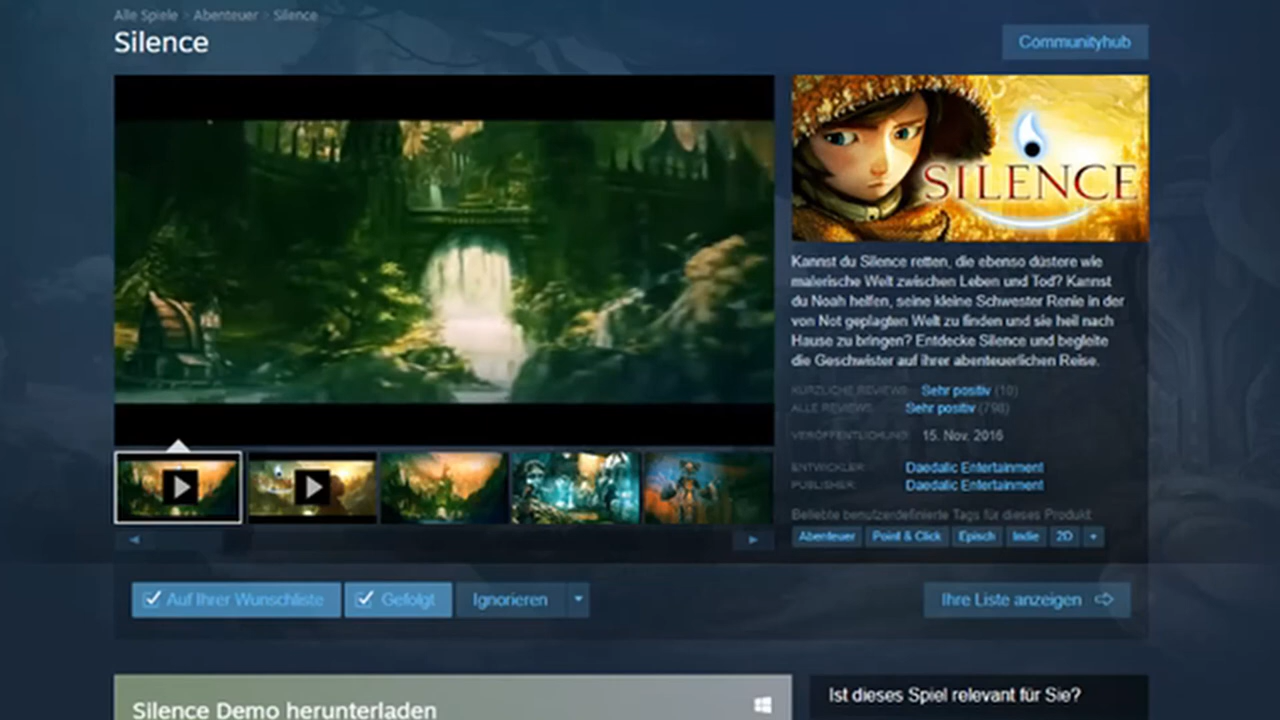 Alle Spiele > Abenteuer > Silence
Silence
Communityhub
SILENCE
Kannst du Silence retten, die ebenso düstere wie
malerische Welt zwischen Leben und Tod? Kannst
du Noah helfen, seine kleine Schwester Renie in der
von Not geplagten Welt zu finden und sie heil nach
Hause zu bringen? Entdecke Silence und begleite
die Geschwister auf ihrer abenteuerlichen Reise.
KÜRZLICHE REVIEWS: Sehr positiv (10)
ALLE REVIEWS: Sehr positiv (798)
VERÖFFENTLICHUNG: 15. Nov. 2016
ENTWICKLER: Daedalic Entertainment
PUBLISHER: Daedalic Entertainment
Beliebte benutzerdefinierte Tags für dieses Produkt
Abenteuer Point & Click Episch Indie 2D +
Auf Ihrer Wunschliste Gefolgt Ignorieren Ihre Liste anzeigen
Silence Demo herunterladen
Ist dieses Spiel relevant für Sie?